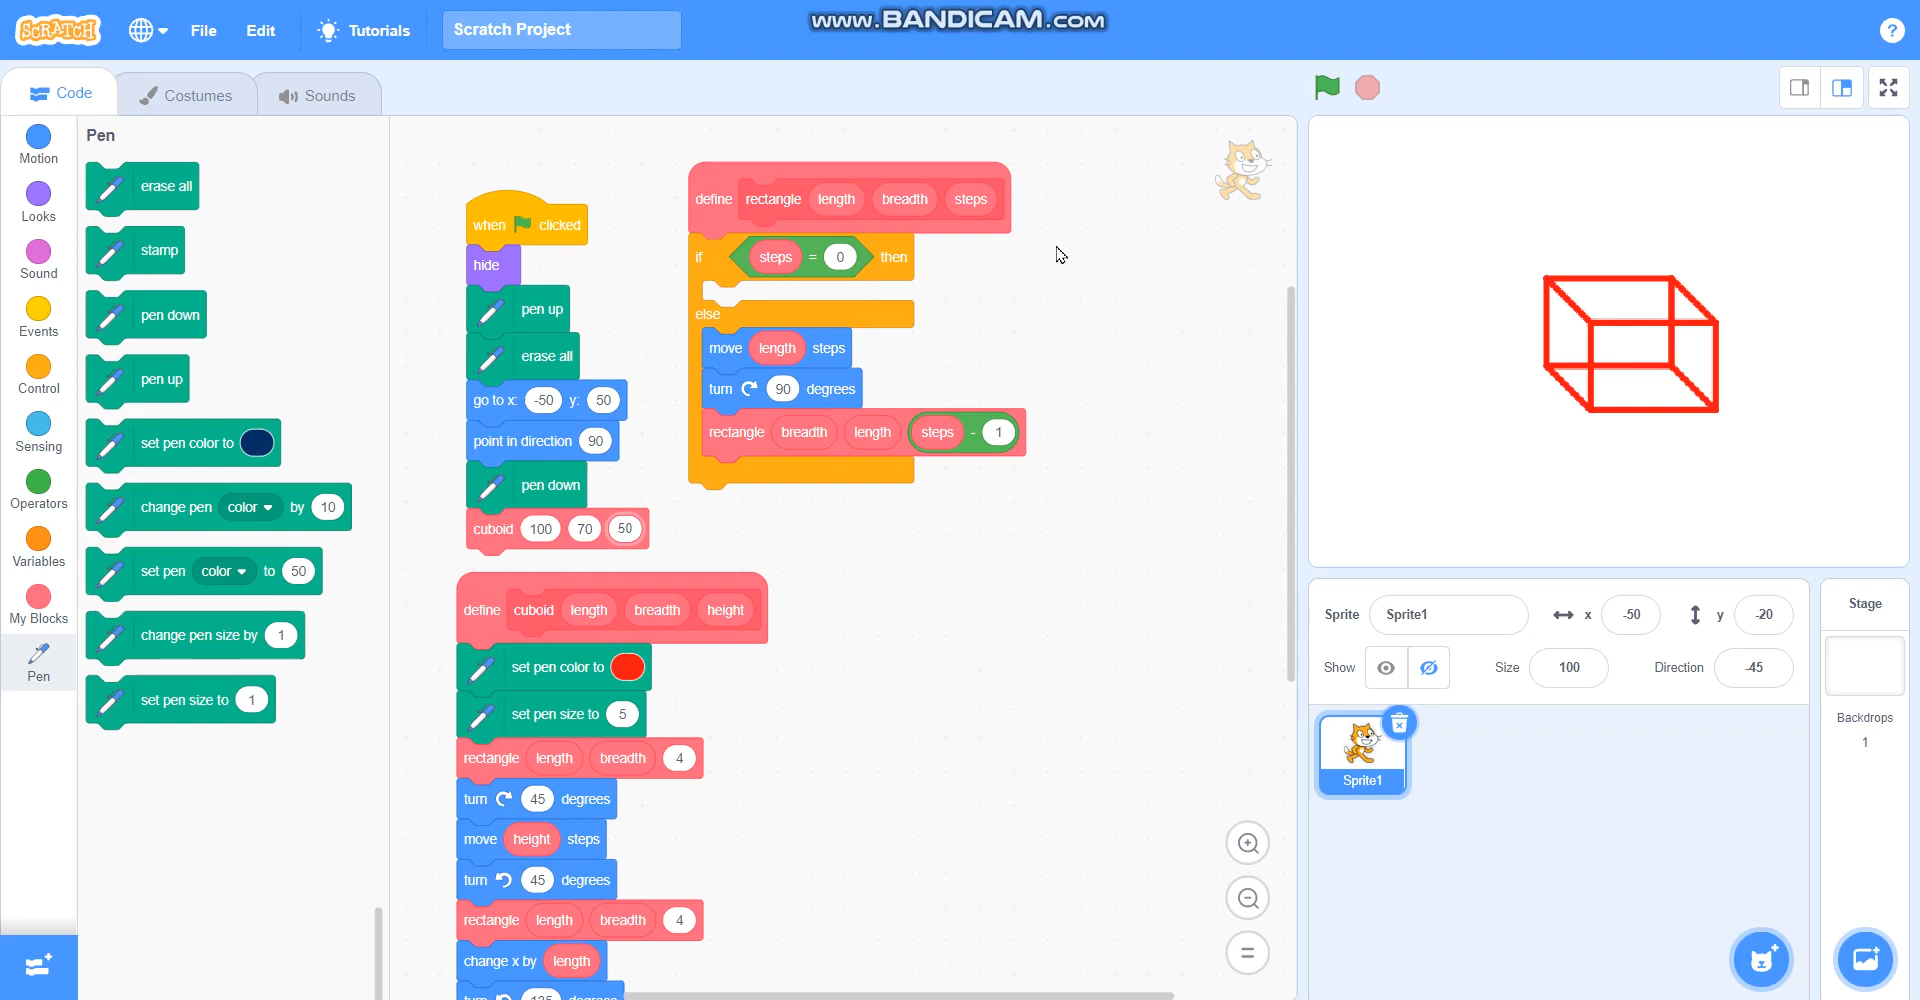 SCRATCH
File
Edit
Tutorials
Scratch Project
www.BANDICAM.COM
?
Code
Costumes
Sounds
Motion
Looks
Sound
Events
Control
Sensing
Operators
Variables
My Blocks
Pen
Pen
erase all
stamp
pen down
pen up
set pen color to
change pen color by 10
set pen color to 50
change pen size by 1
set pen size to 1
when clicked
hide
pen up
erase all
go to x: -50 y: 50
point in direction 90
pen down
cuboid 100 70 50
define rectangle length breadth steps
if steps = 0 then
else
move length steps
turn 90 degrees
rectangle breadth length steps - 1
define cuboid length breadth height
set pen color to
set pen size to 5
rectangle length breadth 4
turn 45 degrees
move height steps
turn 45 degrees
rectangle length breadth 4
change x by length
turn 135 degrees
Sprite Sprite1 x -50 y -20
Show Size 100 Direction -45
Sprite1
Stage
Backdrops
1